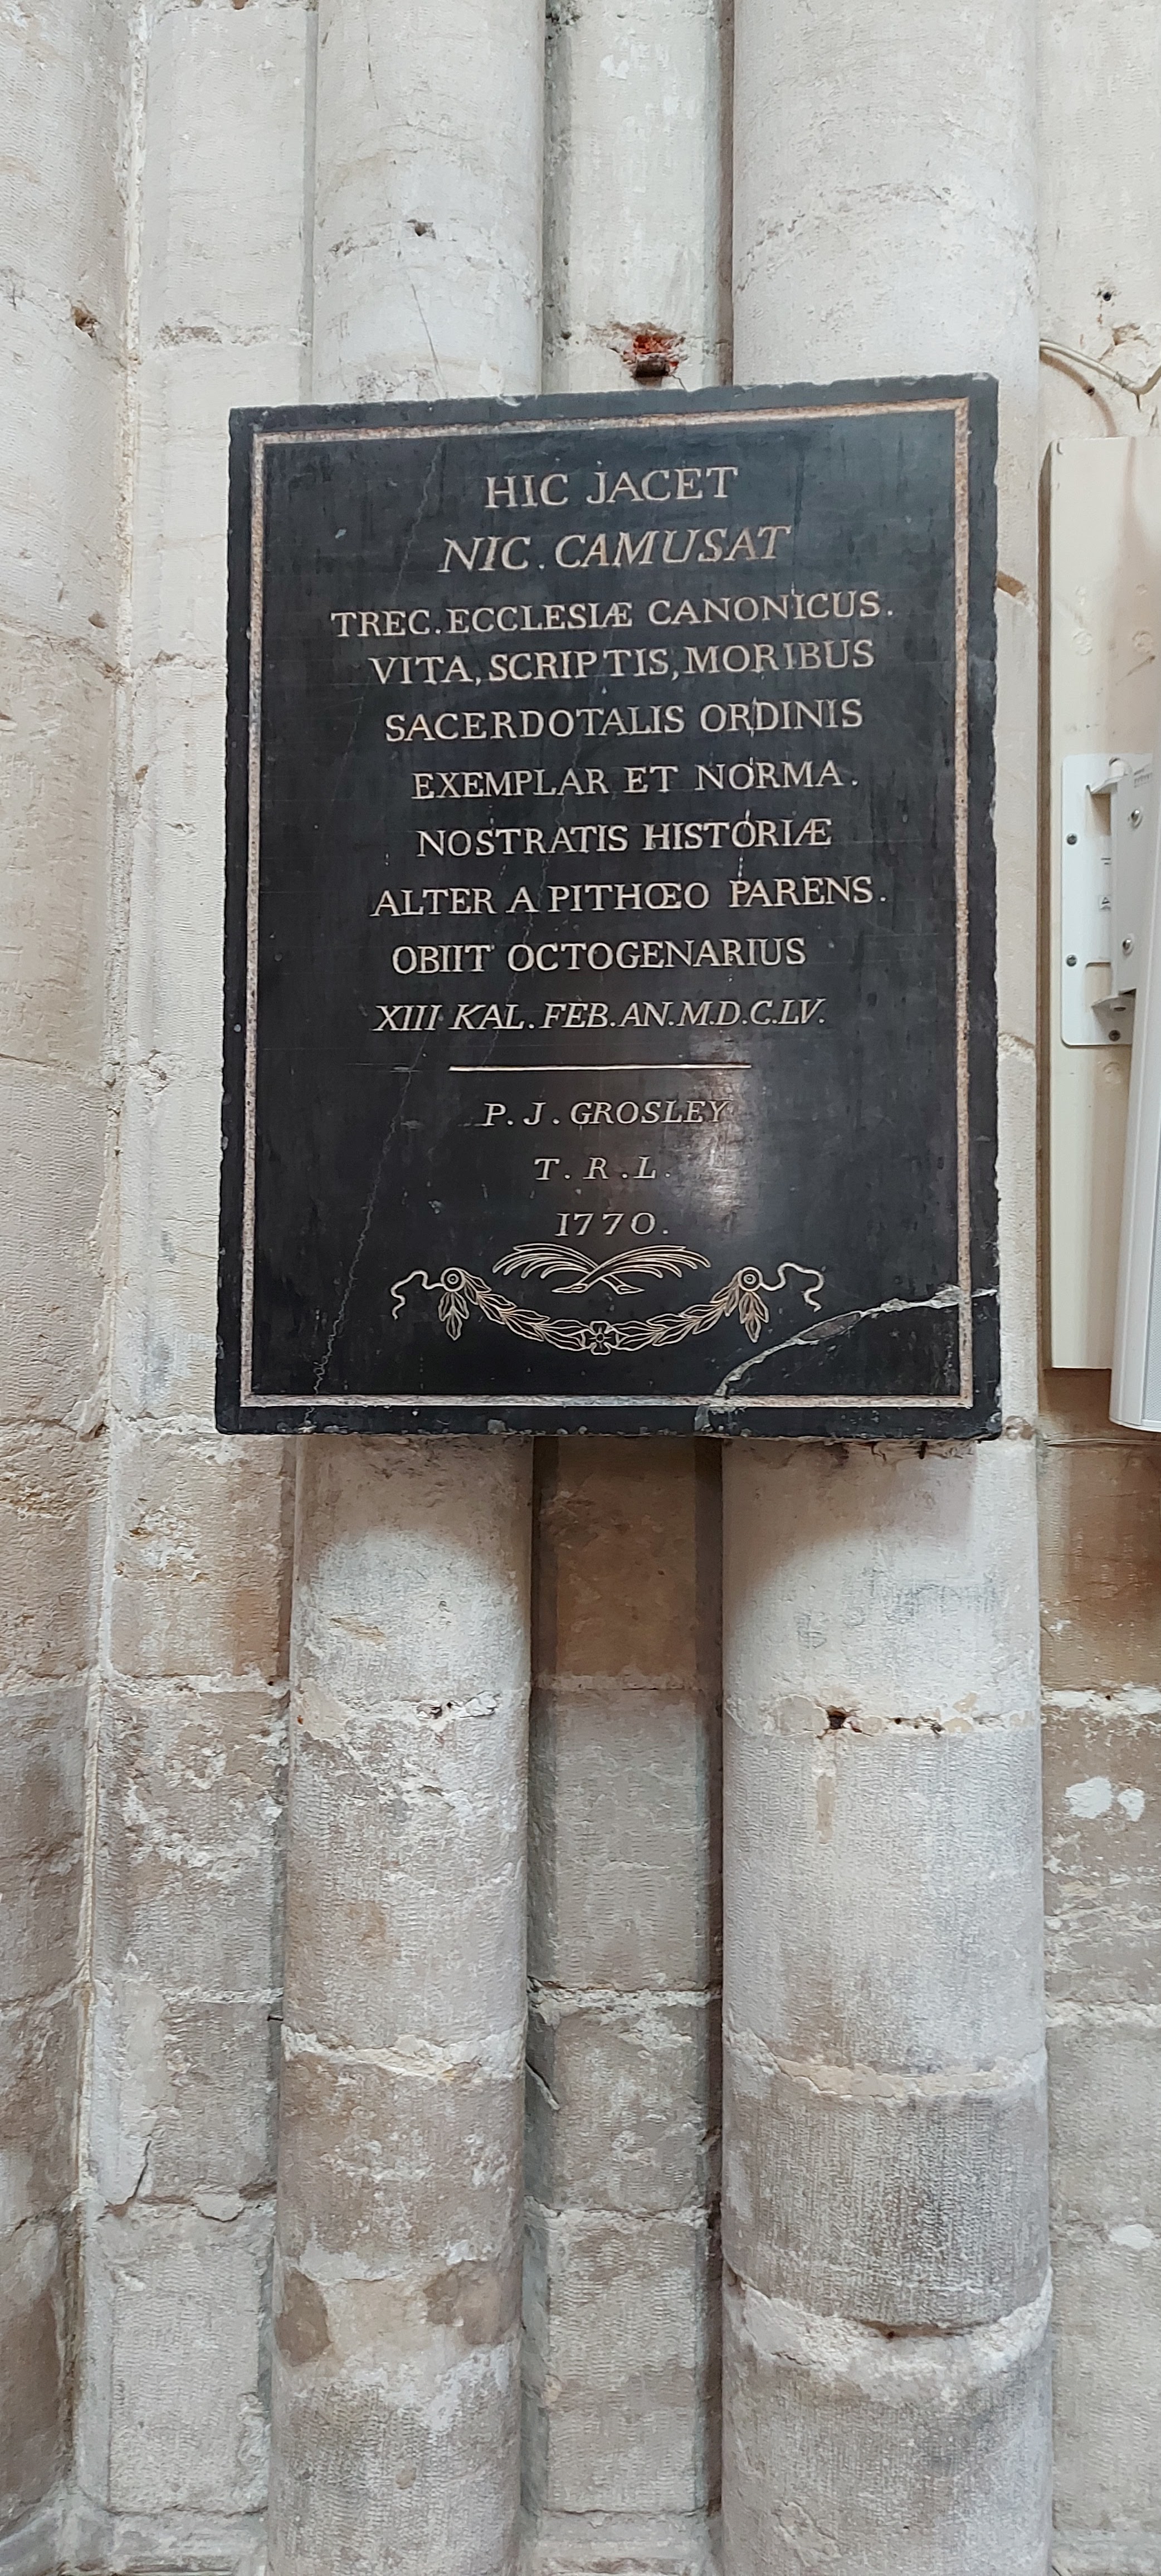 HIC JACET
NIC. CAMUSAT
TREC. ECCLESIÆ CANONICUS.
VITA, SCRIPTIS, MORIBUS
SACERDOTALIS ORDINIS
EXEMPLAR ET NORMA.
NOSTRATIS HISTORIÆ
ALTER A PITHŒO PARENS.
OBIIT OCTOGENARIUS
XIII KAL. FEB. AN. M.D.C.LV.
P. J. GROSLEY
T. R. L.
1770.